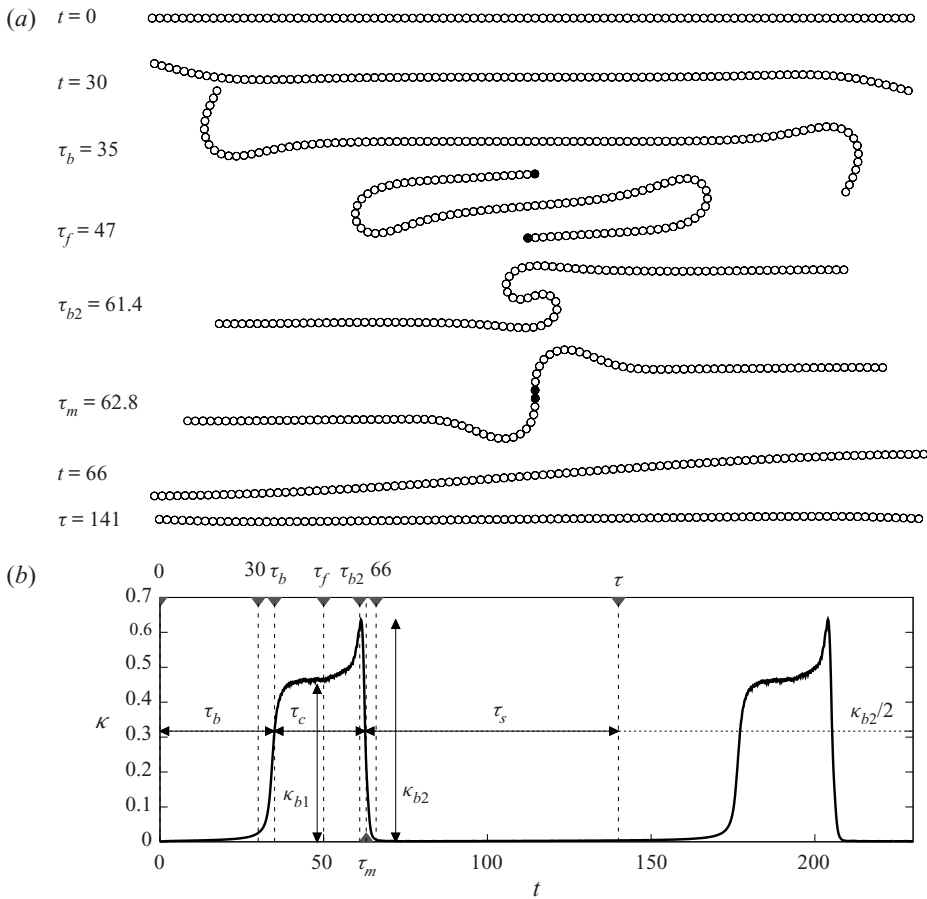 (a) t = 0
t = 30
τb = 35
τf = 47
τb2 = 61.4
τm = 62.8
t = 66
τ = 141
(b) 0 30 τb τf τb2 66 τ
0.7
0.6
0.5
0.4
0.3
0.2
0.1
0
κ
τb τc τs κb2/2
κb1 κb2
0 50 τm 100 150 200
t